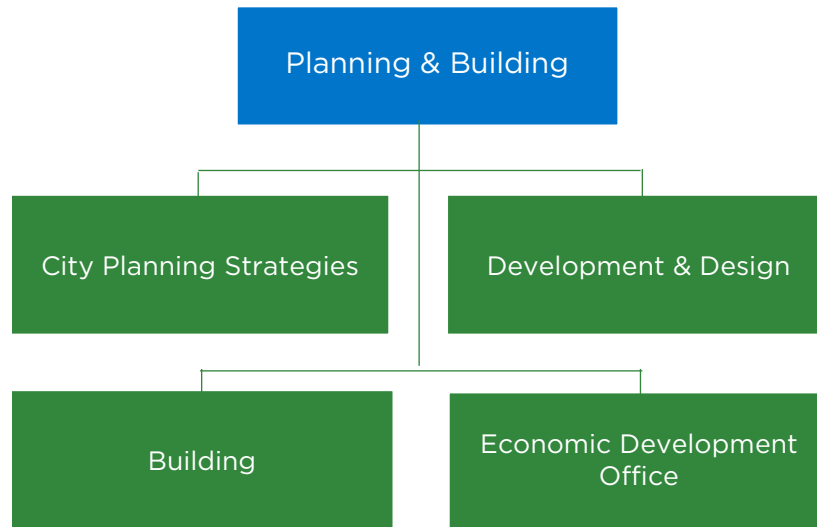 Planning & Building
City Planning Strategies
Development & Design
Building
Economic Development
Office